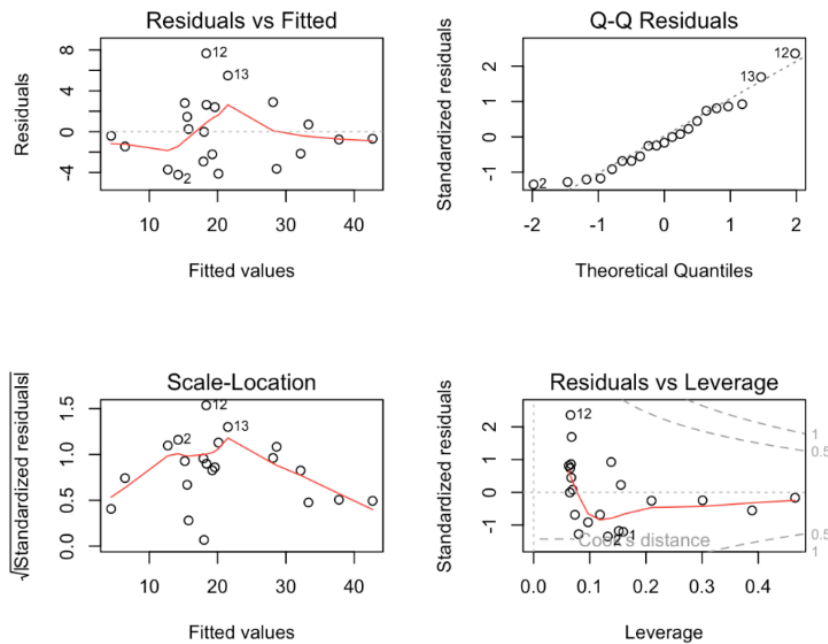 Residuals vs Fitted
Residuals
8
4
0
-4
12
13
2
10 20 30 40
Fitted values
Q-Q Residuals
Standardized residuals
2
1
0
-1
12
13
2
-2 -1 0 1 2
Theoretical Quantiles
Scale-Location
√|Standardized residuals|
1.5
1.0
0.5
0.0
12
13
2
10 20 30 40
Fitted values
Residuals vs Leverage
Standardized residuals
2
1
0
-1
12
2
1
Cook's distance
1
0.5
0.5
1
0.0 0.1 0.2 0.3 0.4
Leverage